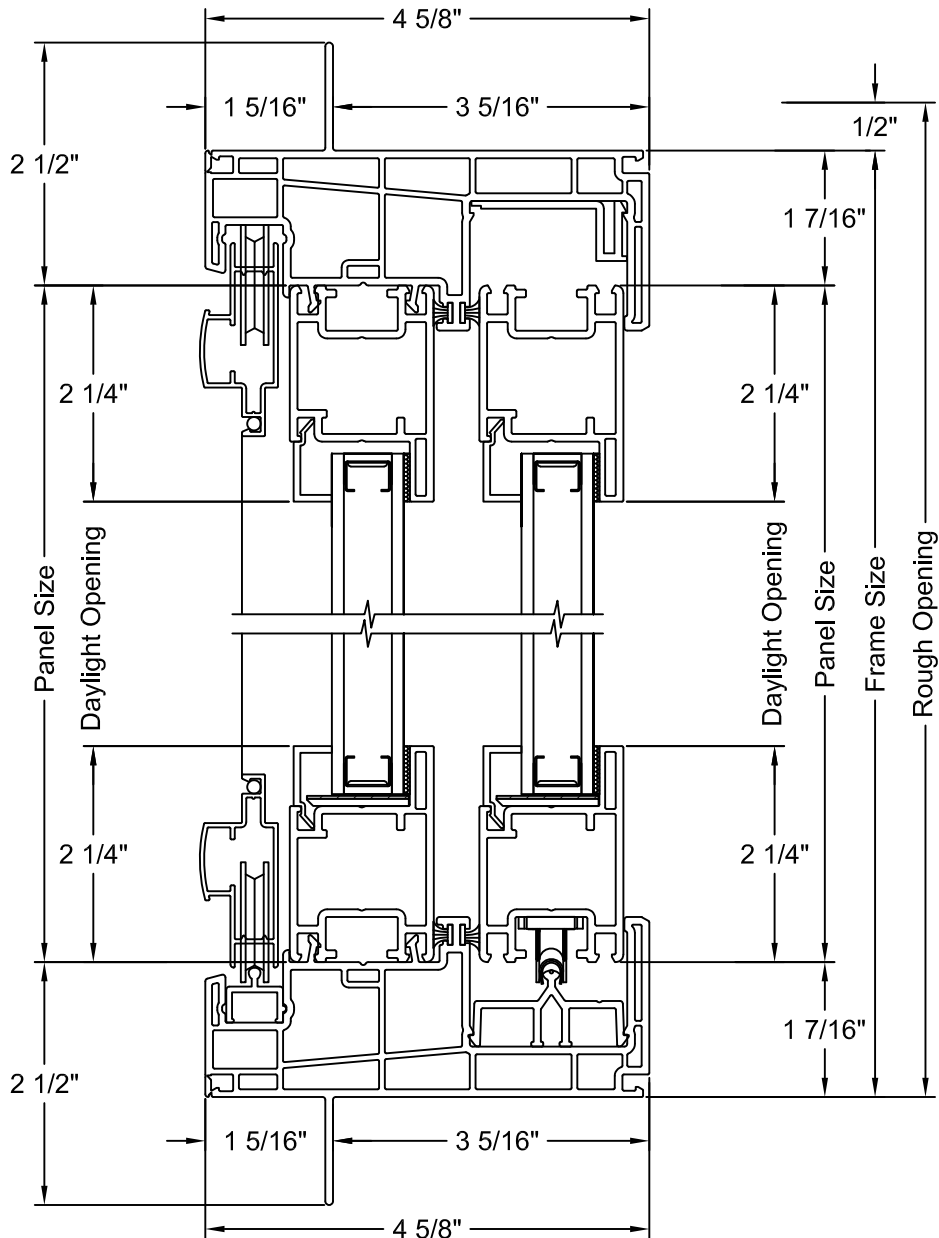 4 5/8"
1 5/16"
3 5/16"
1/2"
2 1/2"
1 7/16"
2 1/4"
2 1/4"
Panel Size
Daylight Opening
Daylight Opening
Panel Size
Frame Size
Rough Opening
2 1/4"
2 1/4"
1 7/16"
2 1/2"
1 5/16"
3 5/16"
4 5/8"